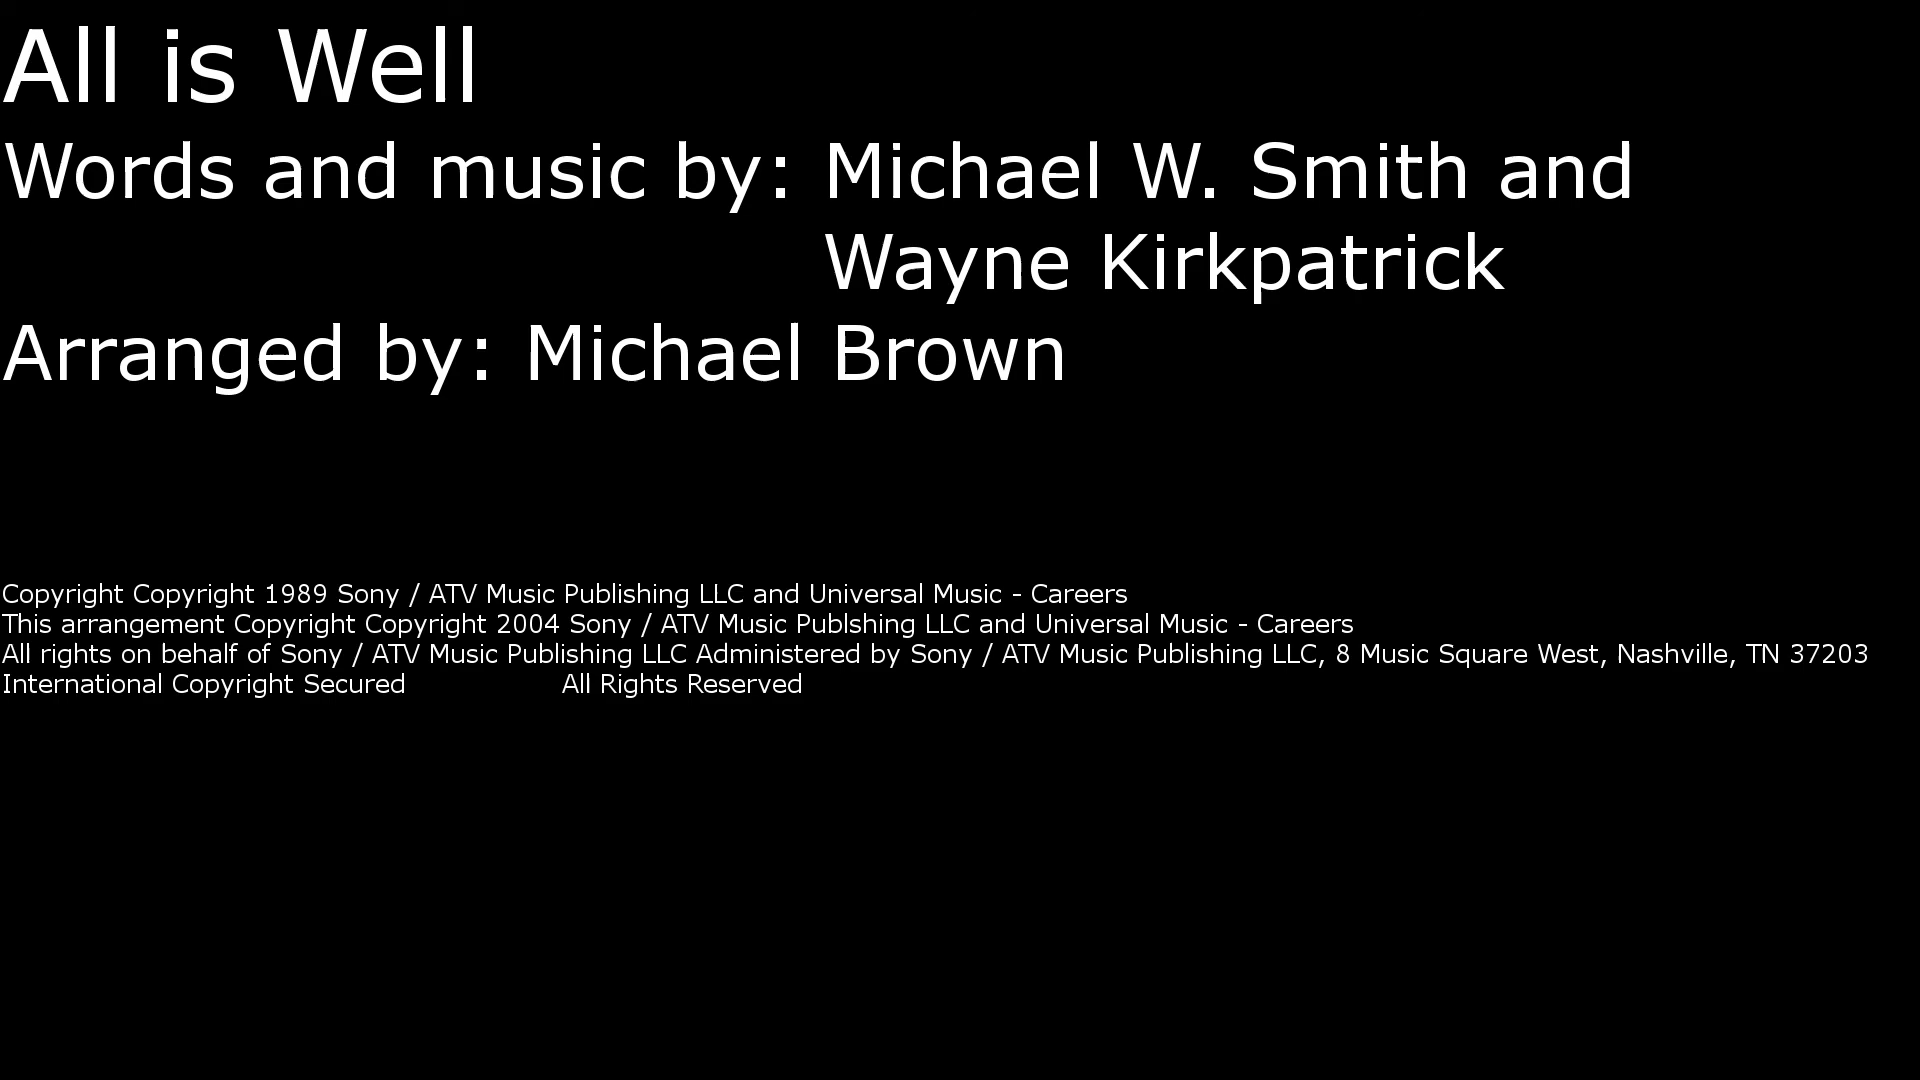 All is Well
Words and music by: Michael W. Smith and
Wayne Kirkpatrick
Arranged by: Michael Brown
Copyright Copyright 1989 Sony / ATV Music Publishing LLC and Universal Music - Careers
This arrangement Copyright Copyright 2004 Sony / ATV Music Publshing LLC and Universal Music - Careers
All rights on behalf of Sony / ATV Music Publishing LLC Administered by Sony / ATV Music Publishing LLC, 8 Music Square West, Nashville, TN 37203
International Copyright Secured All Rights Reserved